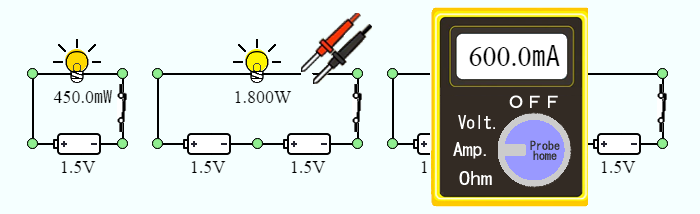 450.0mW
1.5V
1.800W
1.5V
1.5V
600.0mA
OFF
Volt.
Amp.
Ohm
Probe
home
1.5V